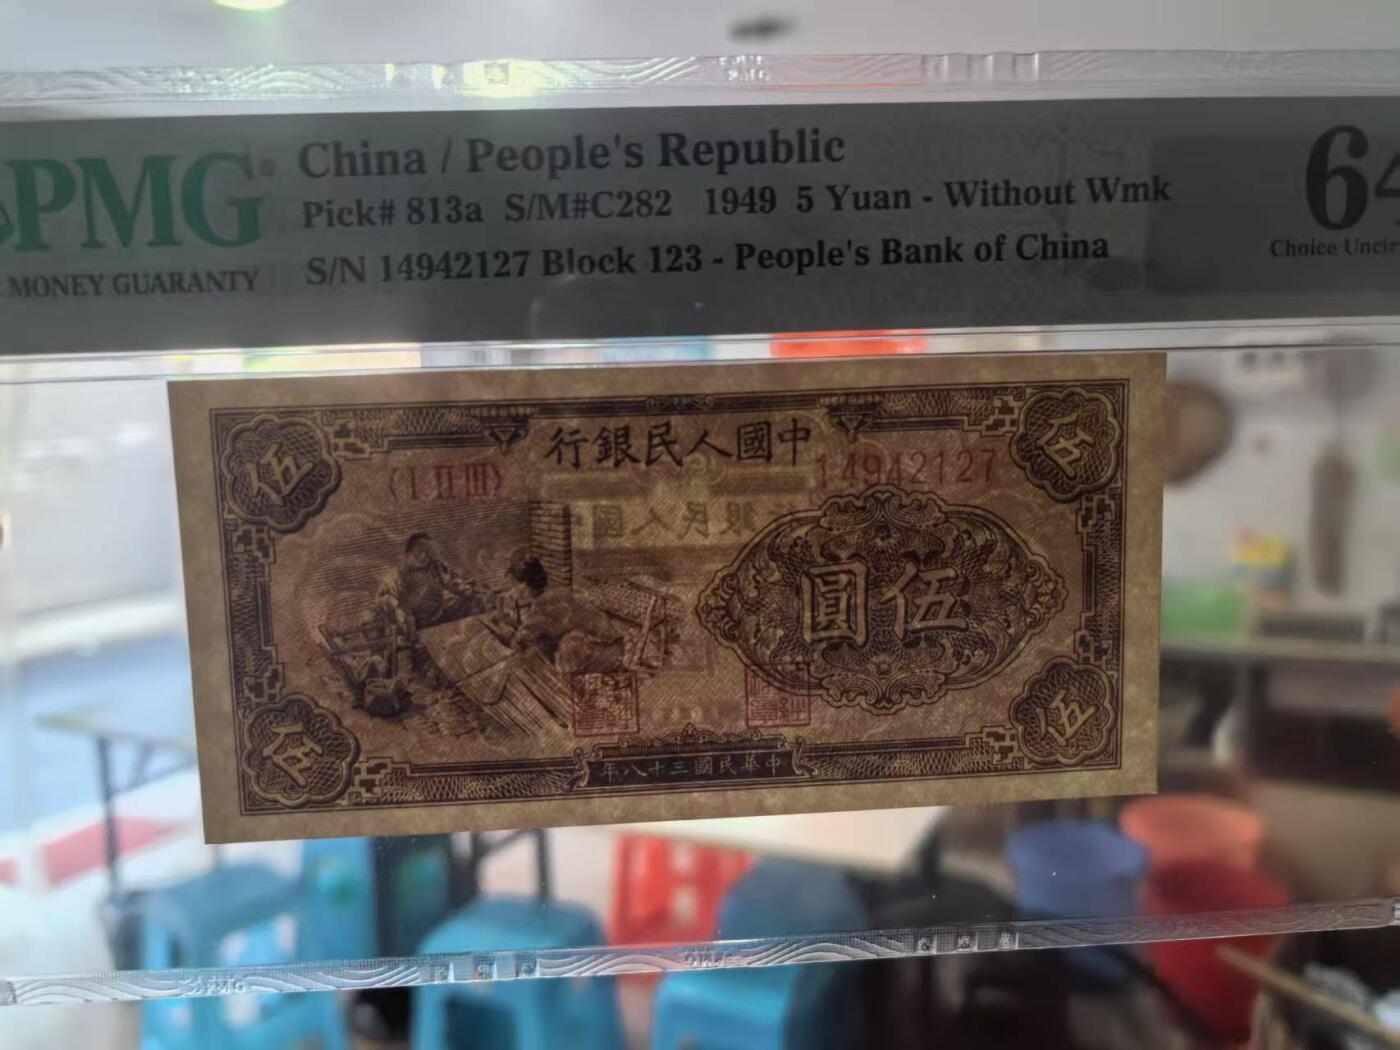 PMG
China / People's Republic
Pick# 813a S/M#C282 1949 5 Yuan - Without Wmk
S/N 14942127 Block 123 - People's Bank of China
MONEY GUARANTY
64
Choice Uncir
行銀民人國中
〈I II III〉
14942127
伍
伍
圓伍
伍
伍
年八十三國民華中